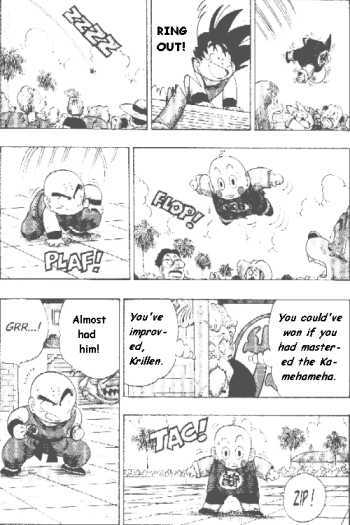 ZZZZ
RING
OUT!
PLAF!
FLOP!
GRR...!
Almost
had
him!
You've
improv-
ed,
Krillen.
You could've
won if you
had master-
ed the Ka-
mehameha.
TAC!
ZIP!